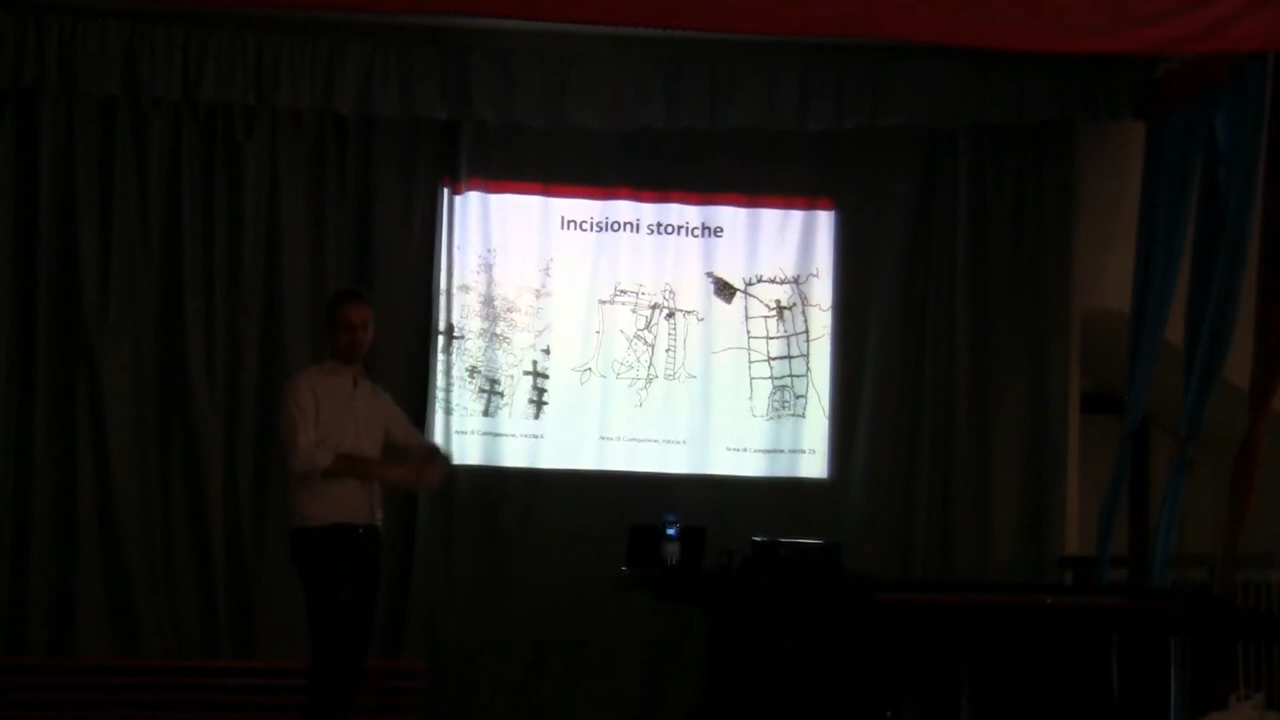 Incisioni storiche
Area di Campanine, roccia 6
Area di Campanine, roccia 6
Area di Campanine, roccia 23